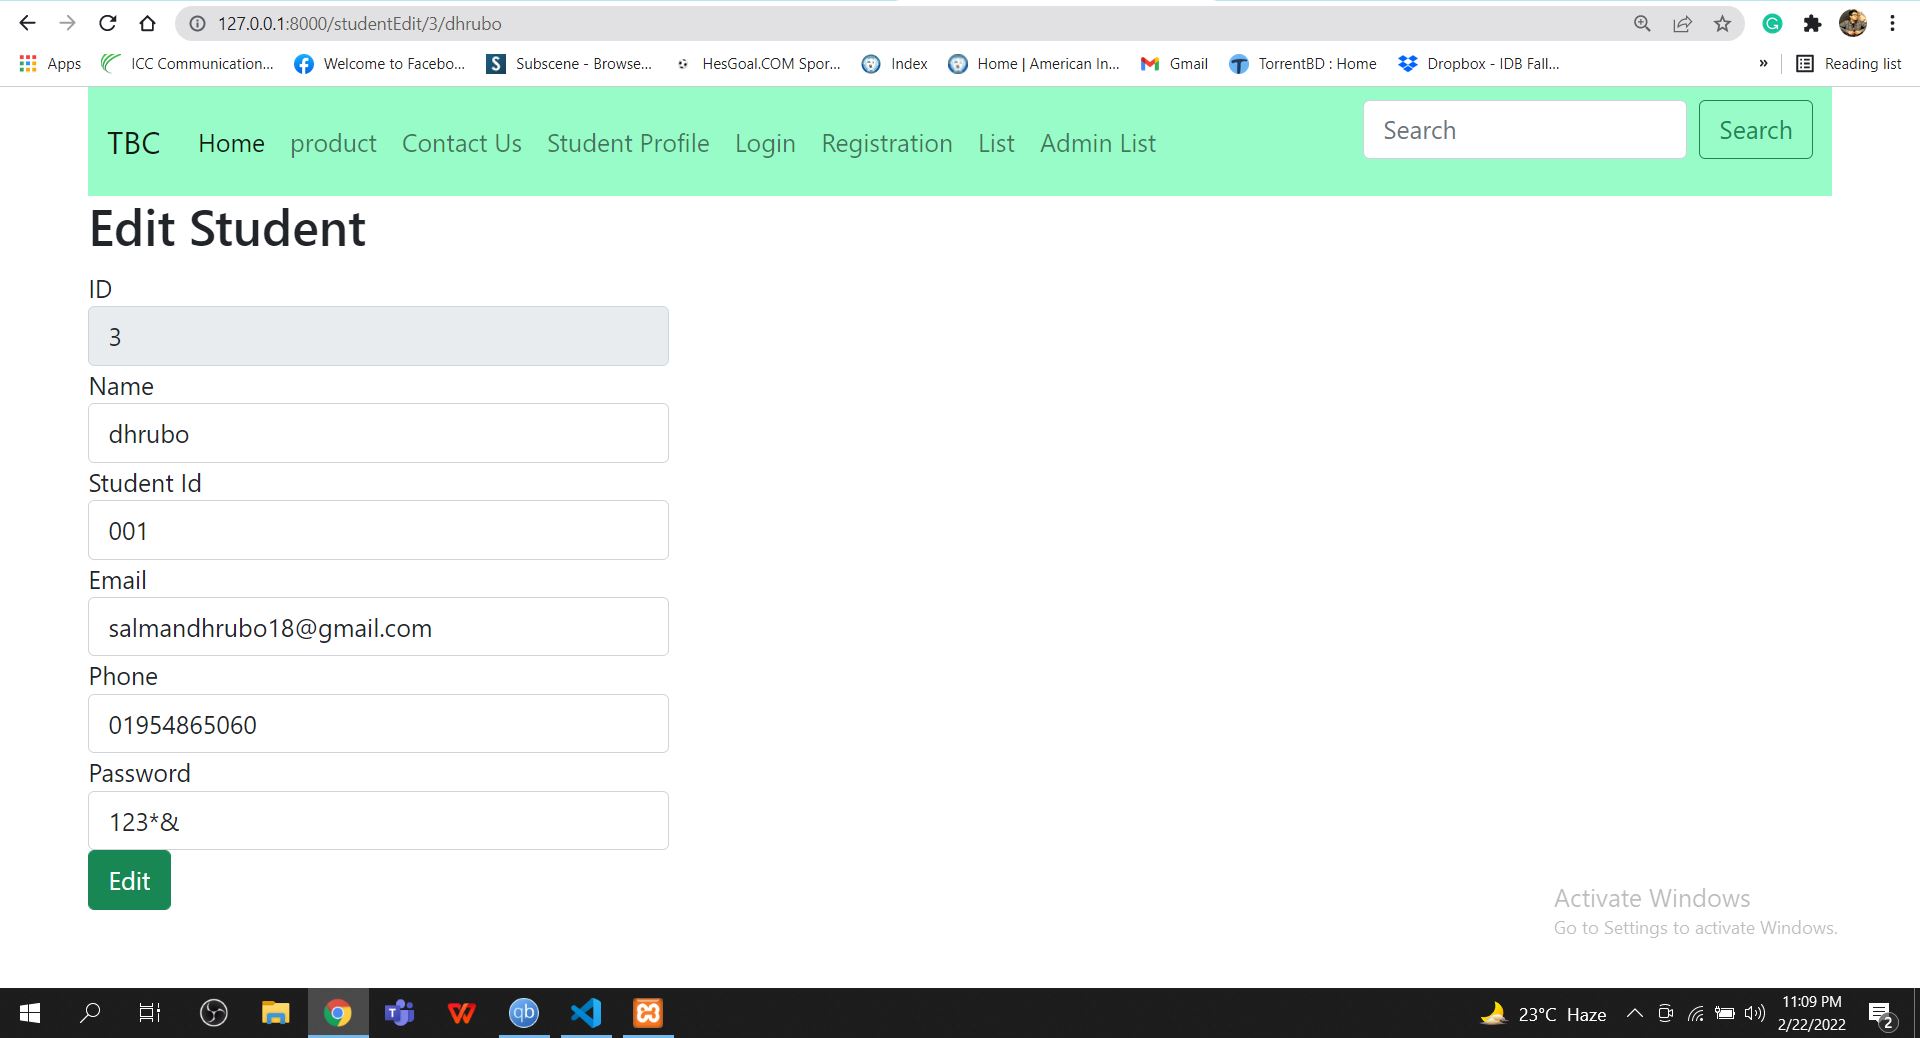 127.0.0.1:8000/studentEdit/3/dhrubo
Apps ICC Communication... Welcome to Facebo... S Subscene - Browse... HesGoal.COM Spor... Index Home | American In... Gmail TorrentBD : Home Dropbox - IDB Fall... » Reading list
TBC Home product Contact Us Student Profile Login Registration List Admin List Search Search
Edit Student
ID
3
Name
dhrubo
Student Id
001
Email
salmandhrubo18@gmail.com
Phone
01954865060
Password
123*&
Edit
Activate Windows
Go to Settings to activate Windows.
qb
23°C Haze
11:09 PM
2/22/2022
2